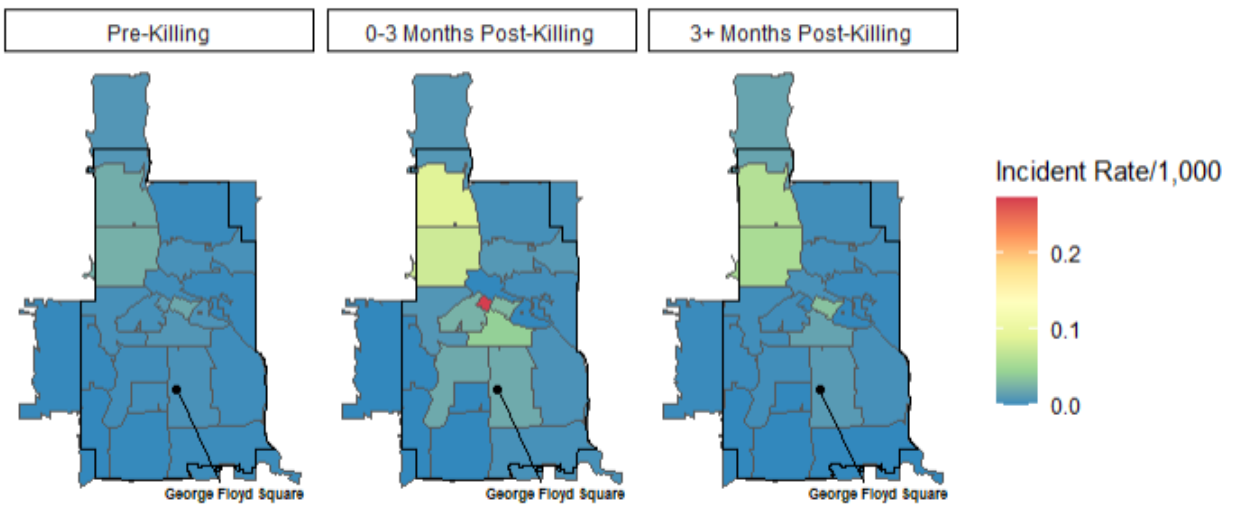 Pre-Killing
0-3 Months Post-Killing
3+ Months Post-Killing
Incident Rate/1,000
0.2
0.1
0.0
George Floyd Square
George Floyd Square
George Floyd Square